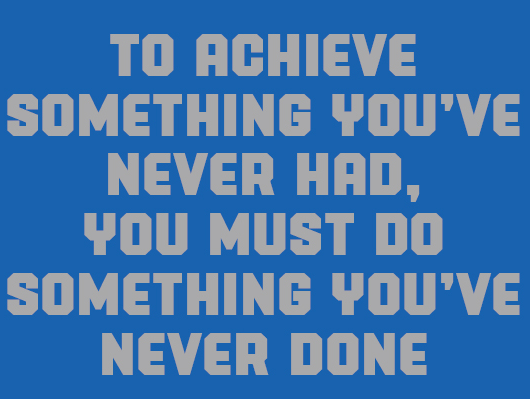 TO ACHIEVE
SOMETHING YOU'VE
NEVER HAD,
YOU MUST DO
SOMETHING YOU'VE
NEVER DONE